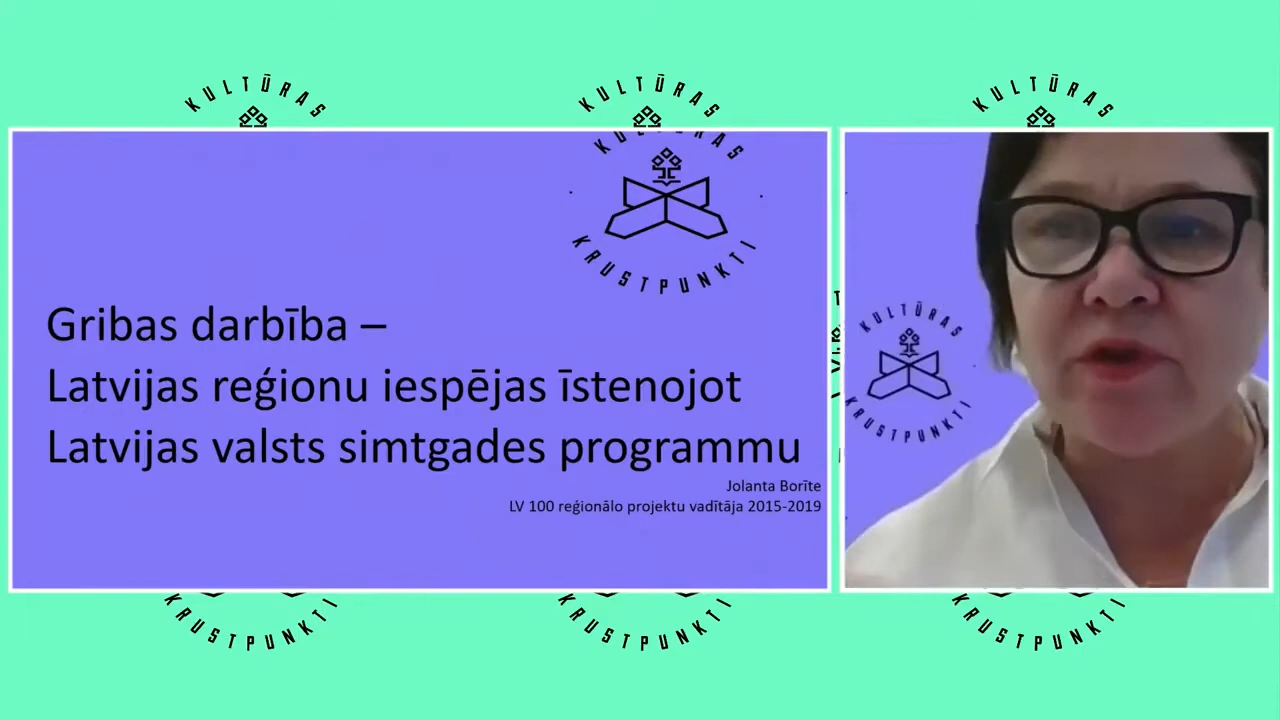 KULTŪRAS
KULTŪRAS
KULTŪRAS
KULTŪRAS
KRUSTPUNKTI
Gribas darbība –
Latvijas reģionu iespējas īstenojot
Latvijas valsts simtgades programmu
Jolanta Borīte
LV 100 reģionālo projektu vadītāja 2015-2019
KULTŪRAS
KRUSTPUNKTI
KRUSTPUNKTI
KRUSTPUNKTI
KRUSTPUNKTI